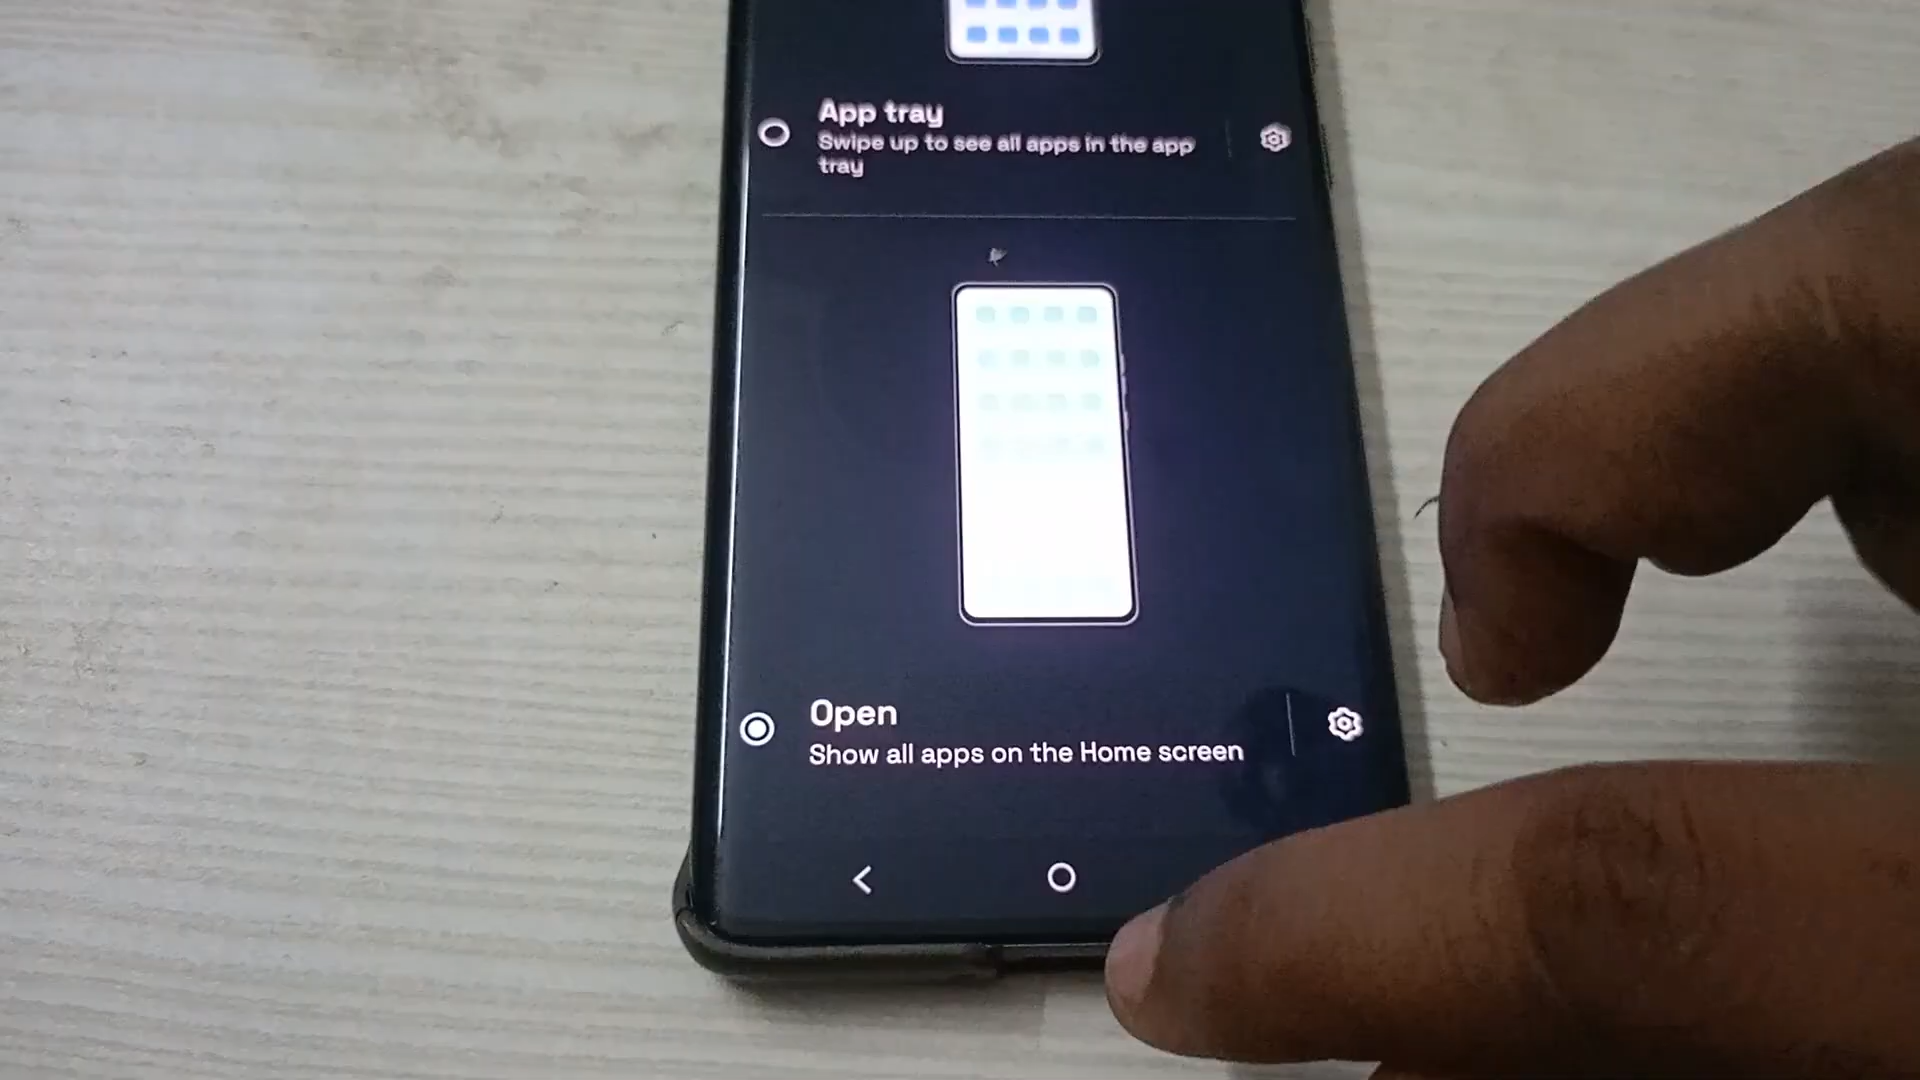 App tray
Swipe up to see all apps in the app
tray
Open
Show all apps on the Home screen